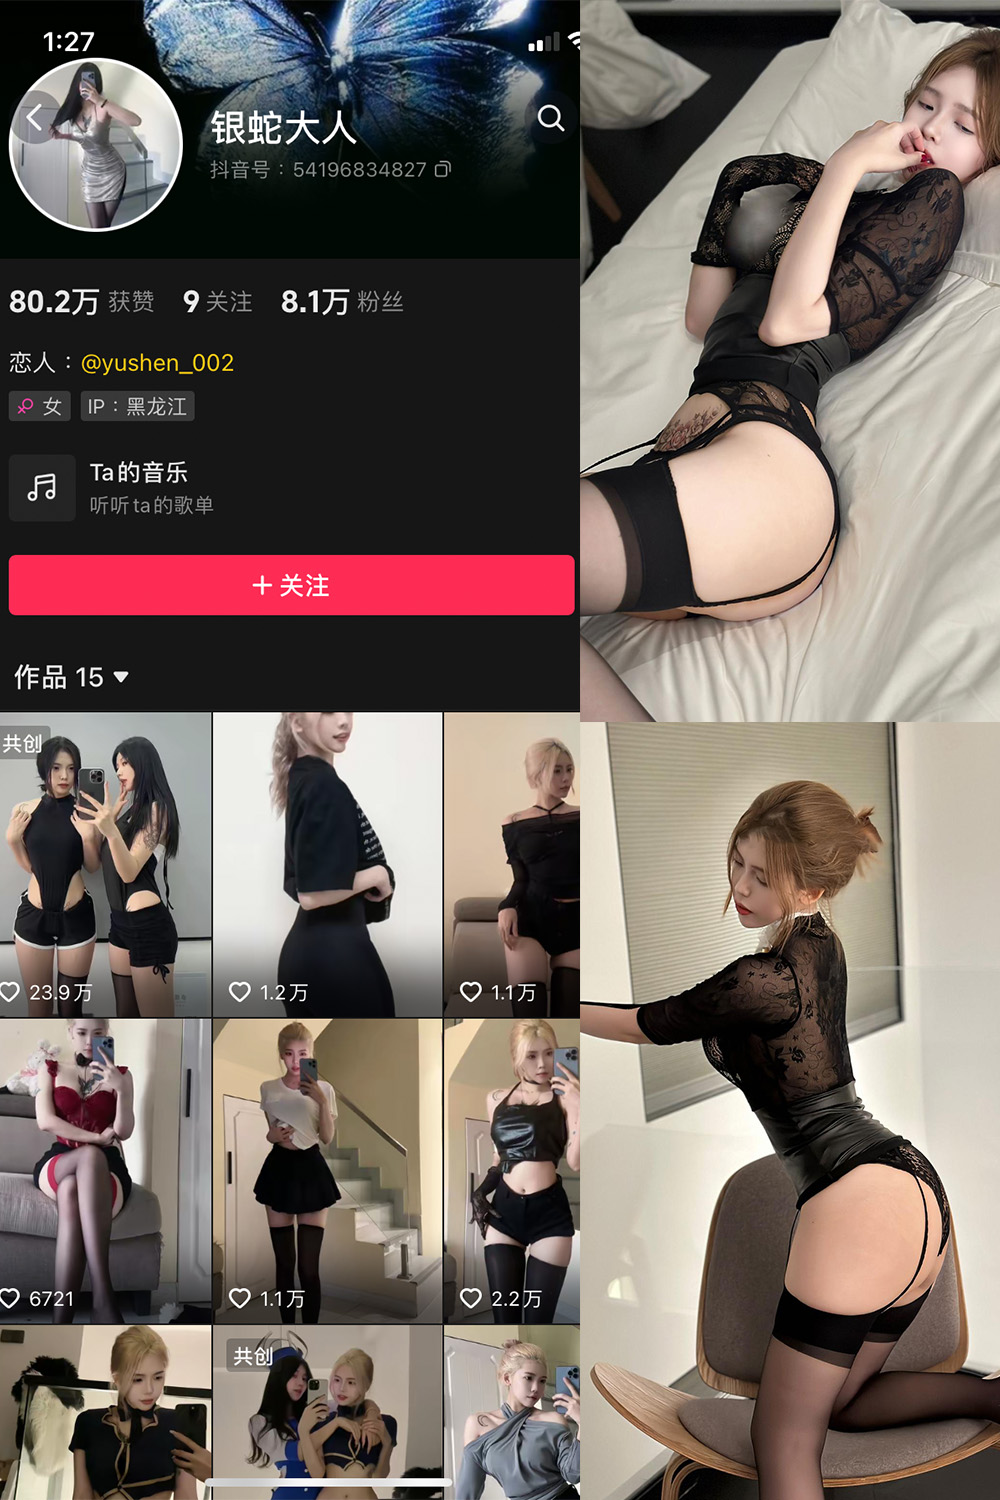 1:27
银蛇大人
抖音号：54196834827
80.2万 获赞 9 关注 8.1万 粉丝
恋人：@yushen_002
女 IP：黑龙江
Ta的音乐
听听ta的歌单
+ 关注
作品 15
共创
23.9万 1.2万 1.1万
6721 1.1万 2.2万
共创